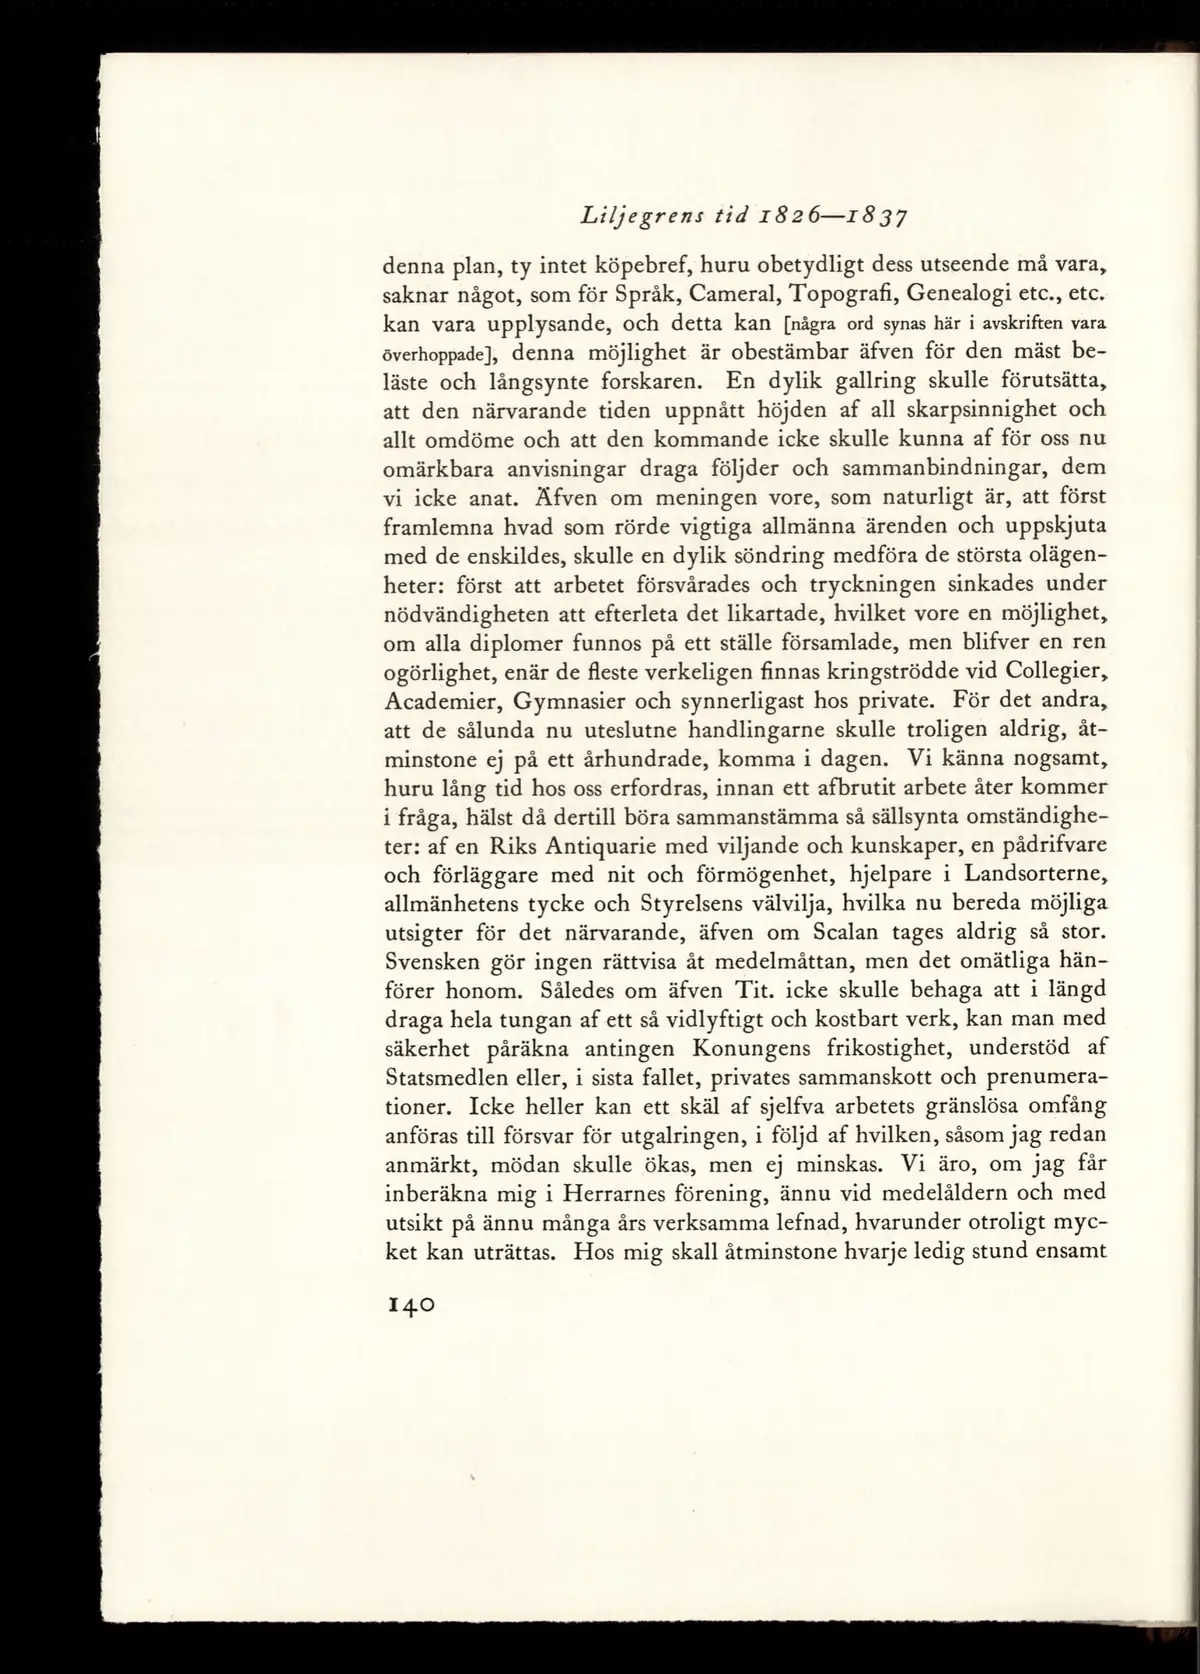 Liljegrens tid 1826—1837
denna plan, ty intet köpebref, huru obetydligt dess utseende må vara,
saknar något, som för Språk, Cameral, Topografi, Genealogi etc., etc.
kan vara upplysande, och detta kan [några ord synas här i avskriften vara
överhoppade], denna möjlighet är obestämbar äfven för den mäst be-
läste och långsynte forskaren. En dylik gallring skulle förutsätta,
att den närvarande tiden uppnått höjden af all skarpsinnighet och
allt omdöme och att den kommande icke skulle kunna af för oss nu
omärkbara anvisningar draga följder och sammanbindningar, dem
vi icke anat. Äfven om meningen vore, som naturligt är, att först
framlemna hvad som rörde vigtiga allmänna ärenden och uppskjuta
med de enskildes, skulle en dylik söndring medföra de största olägen-
heter: först att arbetet försvårades och tryckningen sinkades under
nödvändigheten att efterleta det likartade, hvilket vore en möjlighet,
om alla diplomer funnos på ett ställe församlade, men blifver en ren
ogörlighet, enär de fleste verkeligen finnas kringströdde vid Collegier,
Academier, Gymnasier och synnerligast hos private. För det andra,
att de sålunda nu uteslutne handlingarne skulle troligen aldrig, åt-
minstone ej på ett århundrade, komma i dagen. Vi känna nogsamt,
huru lång tid hos oss erfordras, innan ett afbrutit arbete åter kommer
i fråga, hälst då dertill böra sammanstämma så sällsynta omständighe-
ter: af en Riks Antiquarie med viljande och kunskaper, en pådrifvare
och förläggare med nit och förmögenhet, hjelpare i Landsorterne,
allmänhetens tycke och Styrelsens välvilja, hvilka nu bereda möjliga
utsigter för det närvarande, äfven om Scalan tages aldrig så stor.
Svensken gör ingen rättvisa åt medelmåttan, men det omätliga hän-
förer honom. Således om äfven Tit. icke skulle behaga att i längd
draga hela tungan af ett så vidlyftigt och kostbart verk, kan man med
säkerhet påräkna antingen Konungens frikostighet, understöd af
Statsmedlen eller, i sista fallet, privates sammanskott och prenumera-
tioner. Icke heller kan ett skäl af sjelfva arbetets gränslösa omfång
anföras till försvar för utgalringen, i följd af hvilken, såsom jag redan
anmärkt, mödan skulle ökas, men ej minskas. Vi äro, om jag får
inberäkna mig i Herrarnes förening, ännu vid medelåldern och med
utsikt på ännu många års verksamma lefnad, hvarunder otroligt myc-
ket kan uträttas. Hos mig skall åtminstone hvarje ledig stund ensamt
140